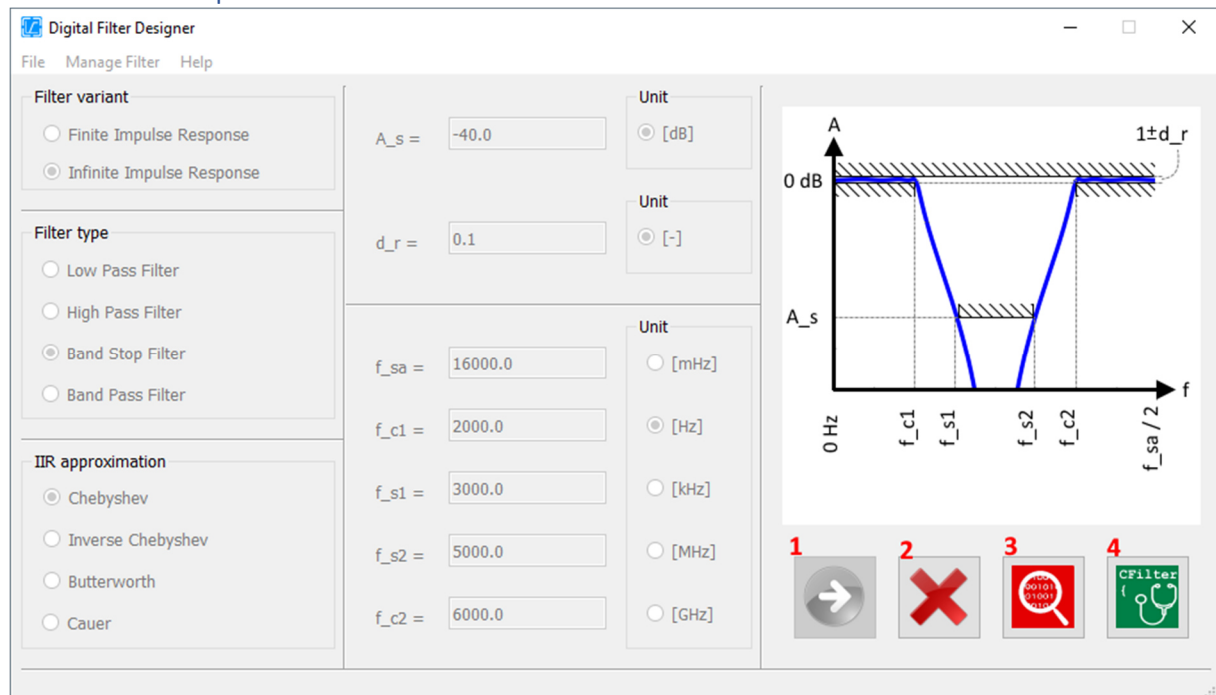 Digital Filter Designer
File Manage Filter Help
Filter variant
Finite Impulse Response
Infinite Impulse Response
Filter type
Low Pass Filter
High Pass Filter
Band Stop Filter
Band Pass Filter
IIR approximation
Chebyshev
Inverse Chebyshev
Butterworth
Cauer
A_s = -40.0
Unit
[dB]
d_r = 0.1
Unit
[-]
Unit
f_sa = 16000.0 [mHz]
f_c1 = 2000.0 [Hz]
f_s1 = 3000.0 [kHz]
f_s2 = 5000.0 [MHz]
f_c2 = 6000.0 [GHz]
A
1±d_r
0 dB
A_s
f
0 Hz
f_c1
f_s1
f_s2
f_c2
f_sa / 2
1 2 3 4
CFilter
{